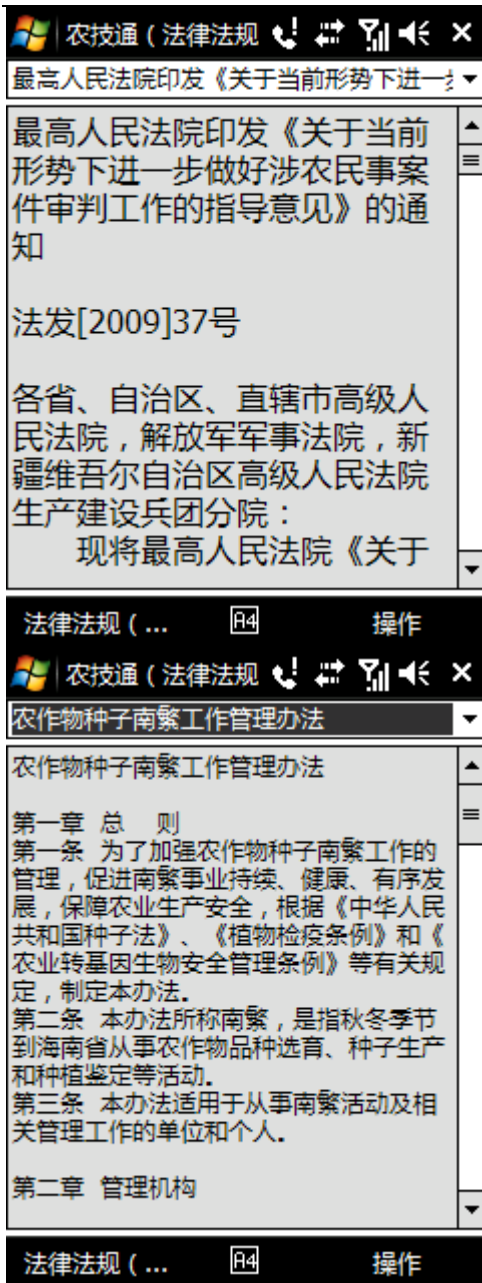 农技通 ( 法律法规
最高人民法院印发《关于当前形势下进一步
最高人民法院印发《关于当前
形势下进一步做好涉农民事案
件审判工作的指导意见》的通
知
法发[2009]37号
各省、自治区、直辖市高级人
民法院，解放军军事法院，新
疆维吾尔自治区高级人民法院
生产建设兵团分院：
现将最高人民法院《关于
法律法规 ( ...
A4
操作
农技通 ( 法律法规
农作物种子南繁工作管理办法
农作物种子南繁工作管理办法
第一章 总 则
第一条 为了加强农作物种子南繁工作的
管理，促进南繁事业持续、健康、有序发
展，保障农业生产安全，根据《中华人民
共和国种子法》、《植物检疫条例》和《
农业转基因生物安全管理条例》等有关规
定，制定本办法．
第二条 本办法所称南繁，是指秋冬季节
到海南省从事农作物品种选育、种子生产
和种植鉴定等活动．
第三条 本办法适用于从事南繁活动及相
关管理工作的单位和个人．
第二章 管理机构
法律法规 ( ...
A4
操作